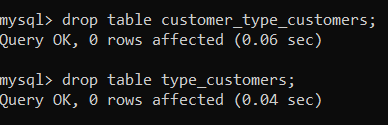 mysql> drop table customer_type_customers;
Query OK, 0 rows affected (0.06 sec)
mysql> drop table type_customers;
Query OK, 0 rows affected (0.04 sec)